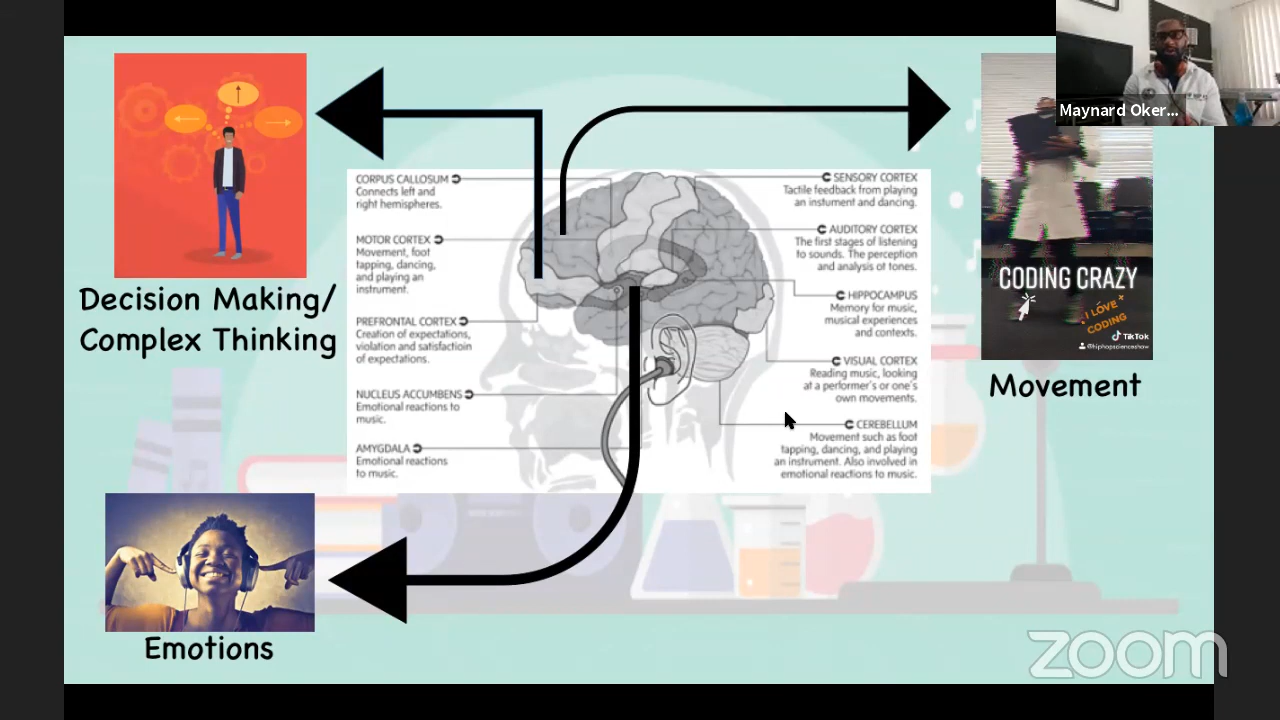 Maynard Oker...
Decision Making/
Complex Thinking
CORPUS CALLOSUM
Connects left and
right hemispheres.
MOTOR CORTEX
Movement, foot
tapping, dancing,
and playing an
instrument.
PREFRONTAL CORTEX
Creation of expectations,
violation and satisfactioin
of expectations.
NUCLEUS ACCUMBENS
Emotional reactions to
music.
AMYGDALA
Emotional reactions
to music.
SENSORY CORTEX
Tactile feedback from playing
an instument and dancing.
AUDITORY CORTEX
The first stages of listening
to sounds. The perception
and analysis of tones.
HIPPOCAMPUS
Memory for music,
musical experiences
and contexts.
VISUAL CORTEX
Reading music, looking
at a performer's or one's
own movements.
CEREBELLUM
Movement such as foot
tapping, dancing, and playing
an instrument. Also involved in
emotional reactions to music.
CODING CRAZY
I LOVE
CODING
TikTok
@hiphopscienceshow
Movement
Emotions
zoom